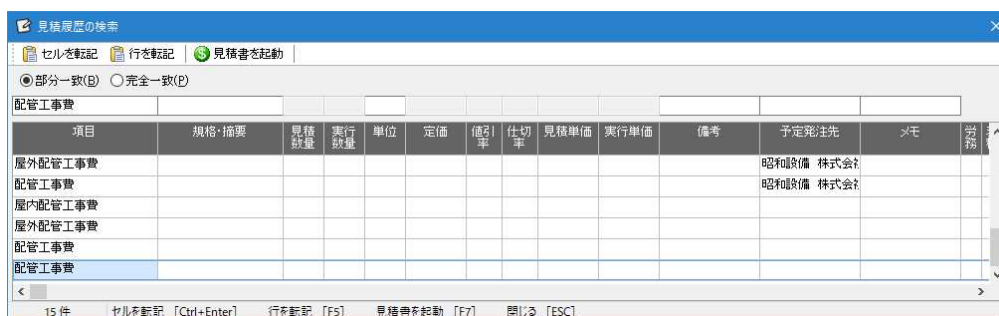 見積履歴の検索
セルを転記 行を転記 見積書を起動
部分一致(B) 完全一致(P)
配管工事費
項目 規格・摘要 見積数量 実行数量 単位 定価 値引率 仕切率 見積単価 実行単価 備考 予定発注先 メモ 労務
屋外配管工事費 昭和設備 株式会社
配管工事費 昭和設備 株式会社
屋内配管工事費
屋外配管工事費
配管工事費
配管工事費
15 件 セルを転記 [Ctrl+Enter] 行を転記 [F5] 見積書を起動 [F7] 閉じる [ESC]